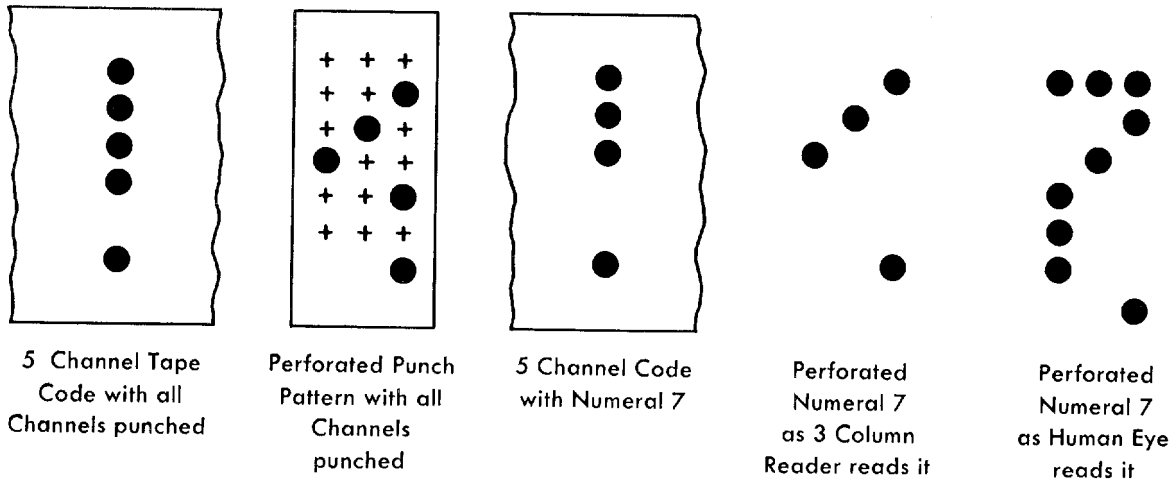 5 Channel Tape
Code with all
Channels punched
Perforated Punch
Pattern with all
Channels
punched
5 Channel Code
with Numeral 7
Perforated
Numeral 7
as 3 Column
Reader reads it
Perforated
Numeral 7
as Human Eye
reads it